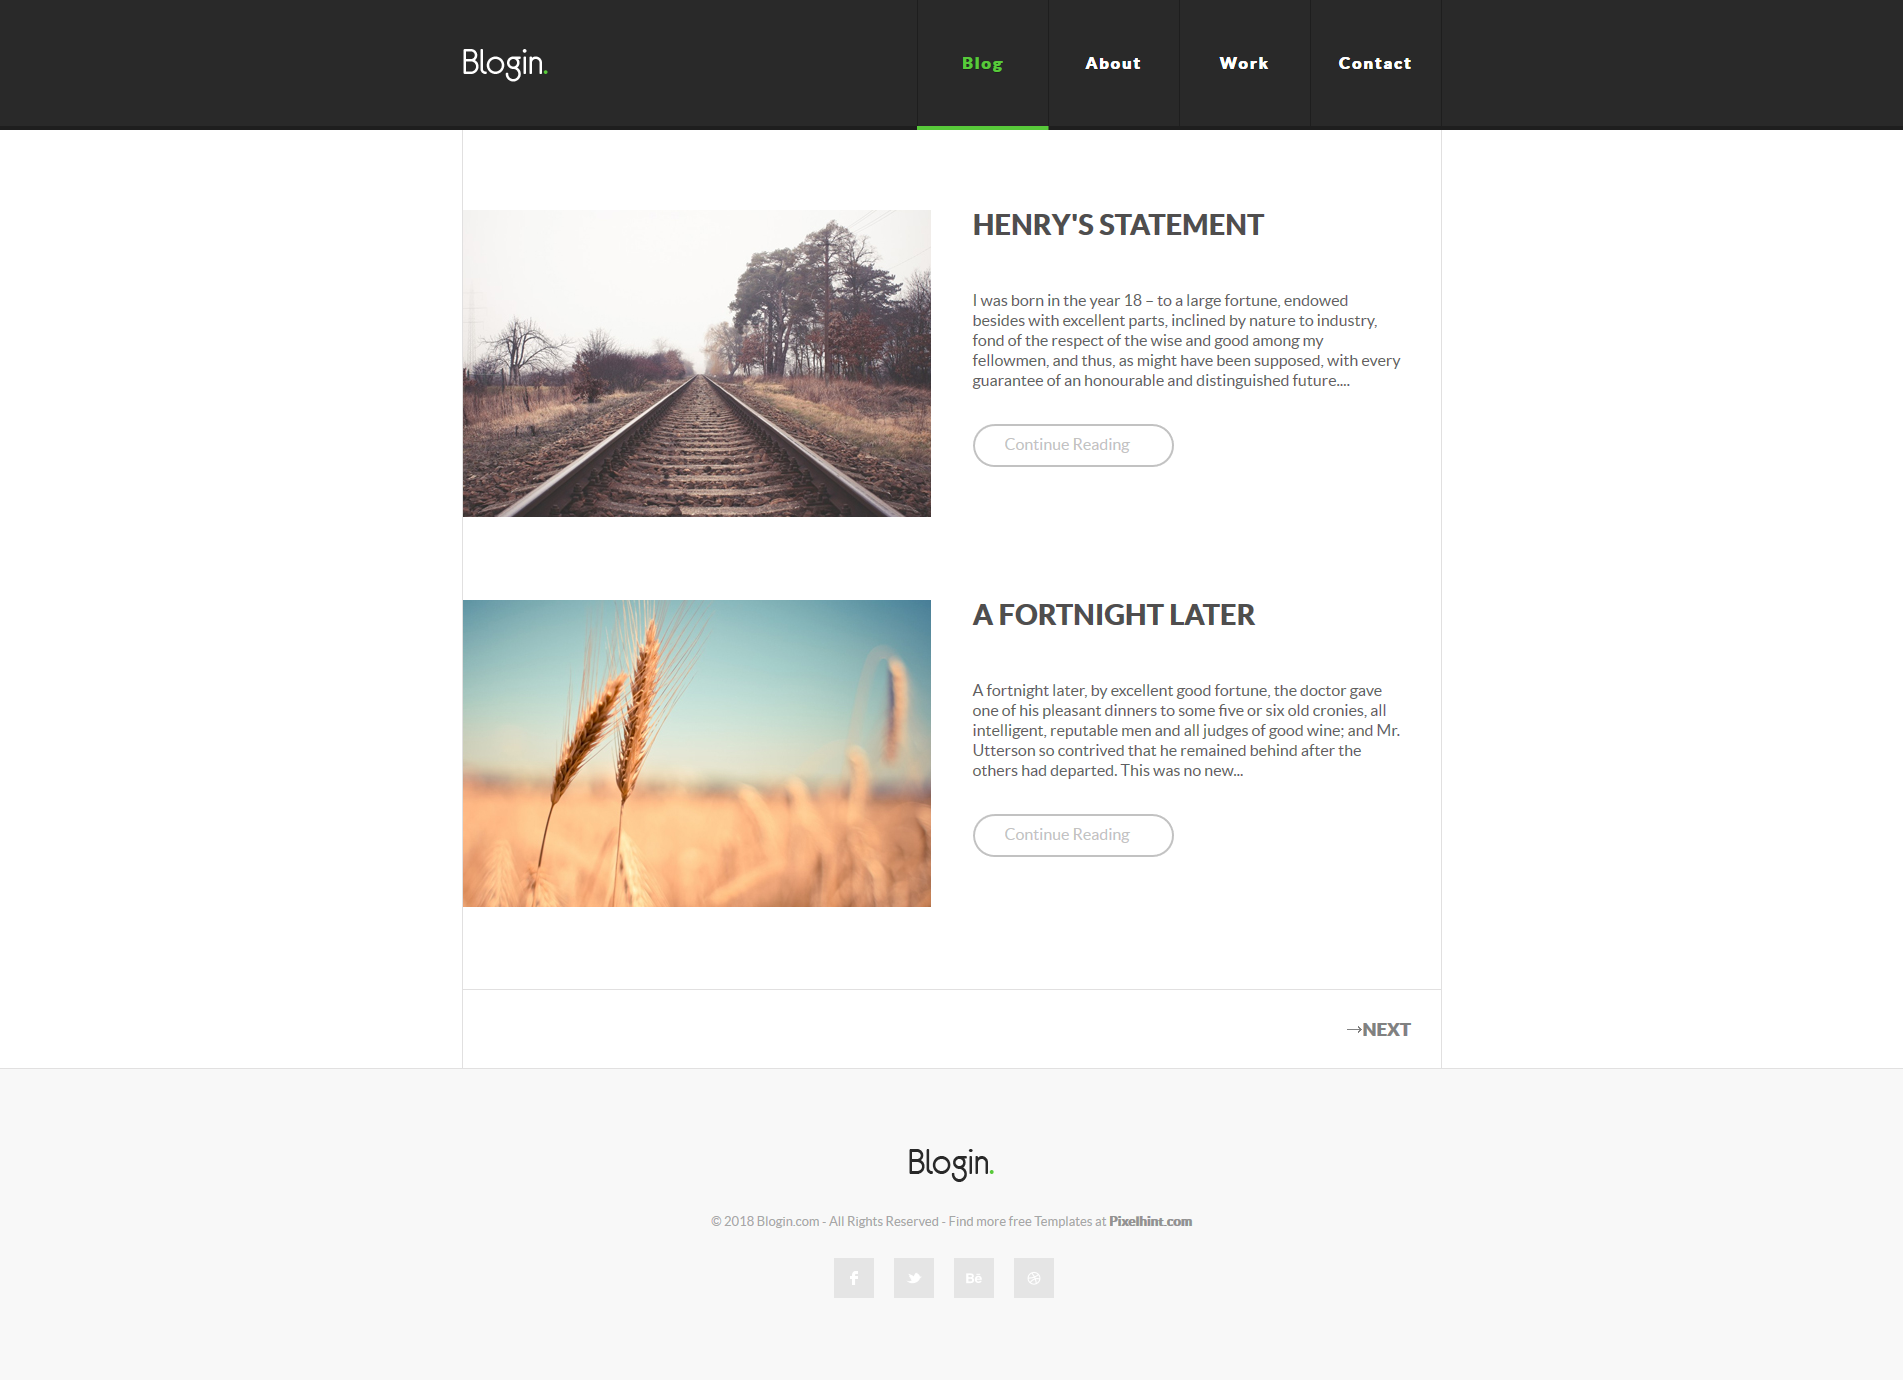 Blogin.
Blog
About
Work
Contact
HENRY'S STATEMENT
I was born in the year 18 – to a large fortune, endowed
besides with excellent parts, inclined by nature to industry,
fond of the respect of the wise and good among my
fellowmen, and thus, as might have been supposed, with every
guarantee of an honourable and distinguished future....
Continue Reading
A FORTNIGHT LATER
A fortnight later, by excellent good fortune, the doctor gave
one of his pleasant dinners to some five or six old cronies, all
intelligent, reputable men and all judges of good wine; and Mr.
Utterson so contrived that he remained behind after the
others had departed. This was no new...
Continue Reading
→NEXT
Blogin.
© 2018 Blogin.com - All Rights Reserved - Find more free Templates at Pixelhint.com
Bē